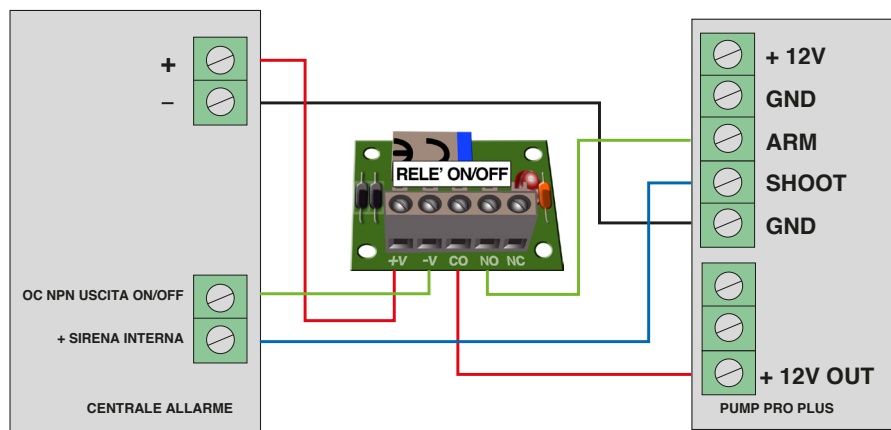 +
–
OC NPN USCITA ON/OFF
+ SIRENA INTERNA
CENTRALE ALLARME
RELE' ON/OFF
+V -V CO NO NC
+ 12V
GND
ARM
SHOOT
GND
+ 12V OUT
PUMP PRO PLUS